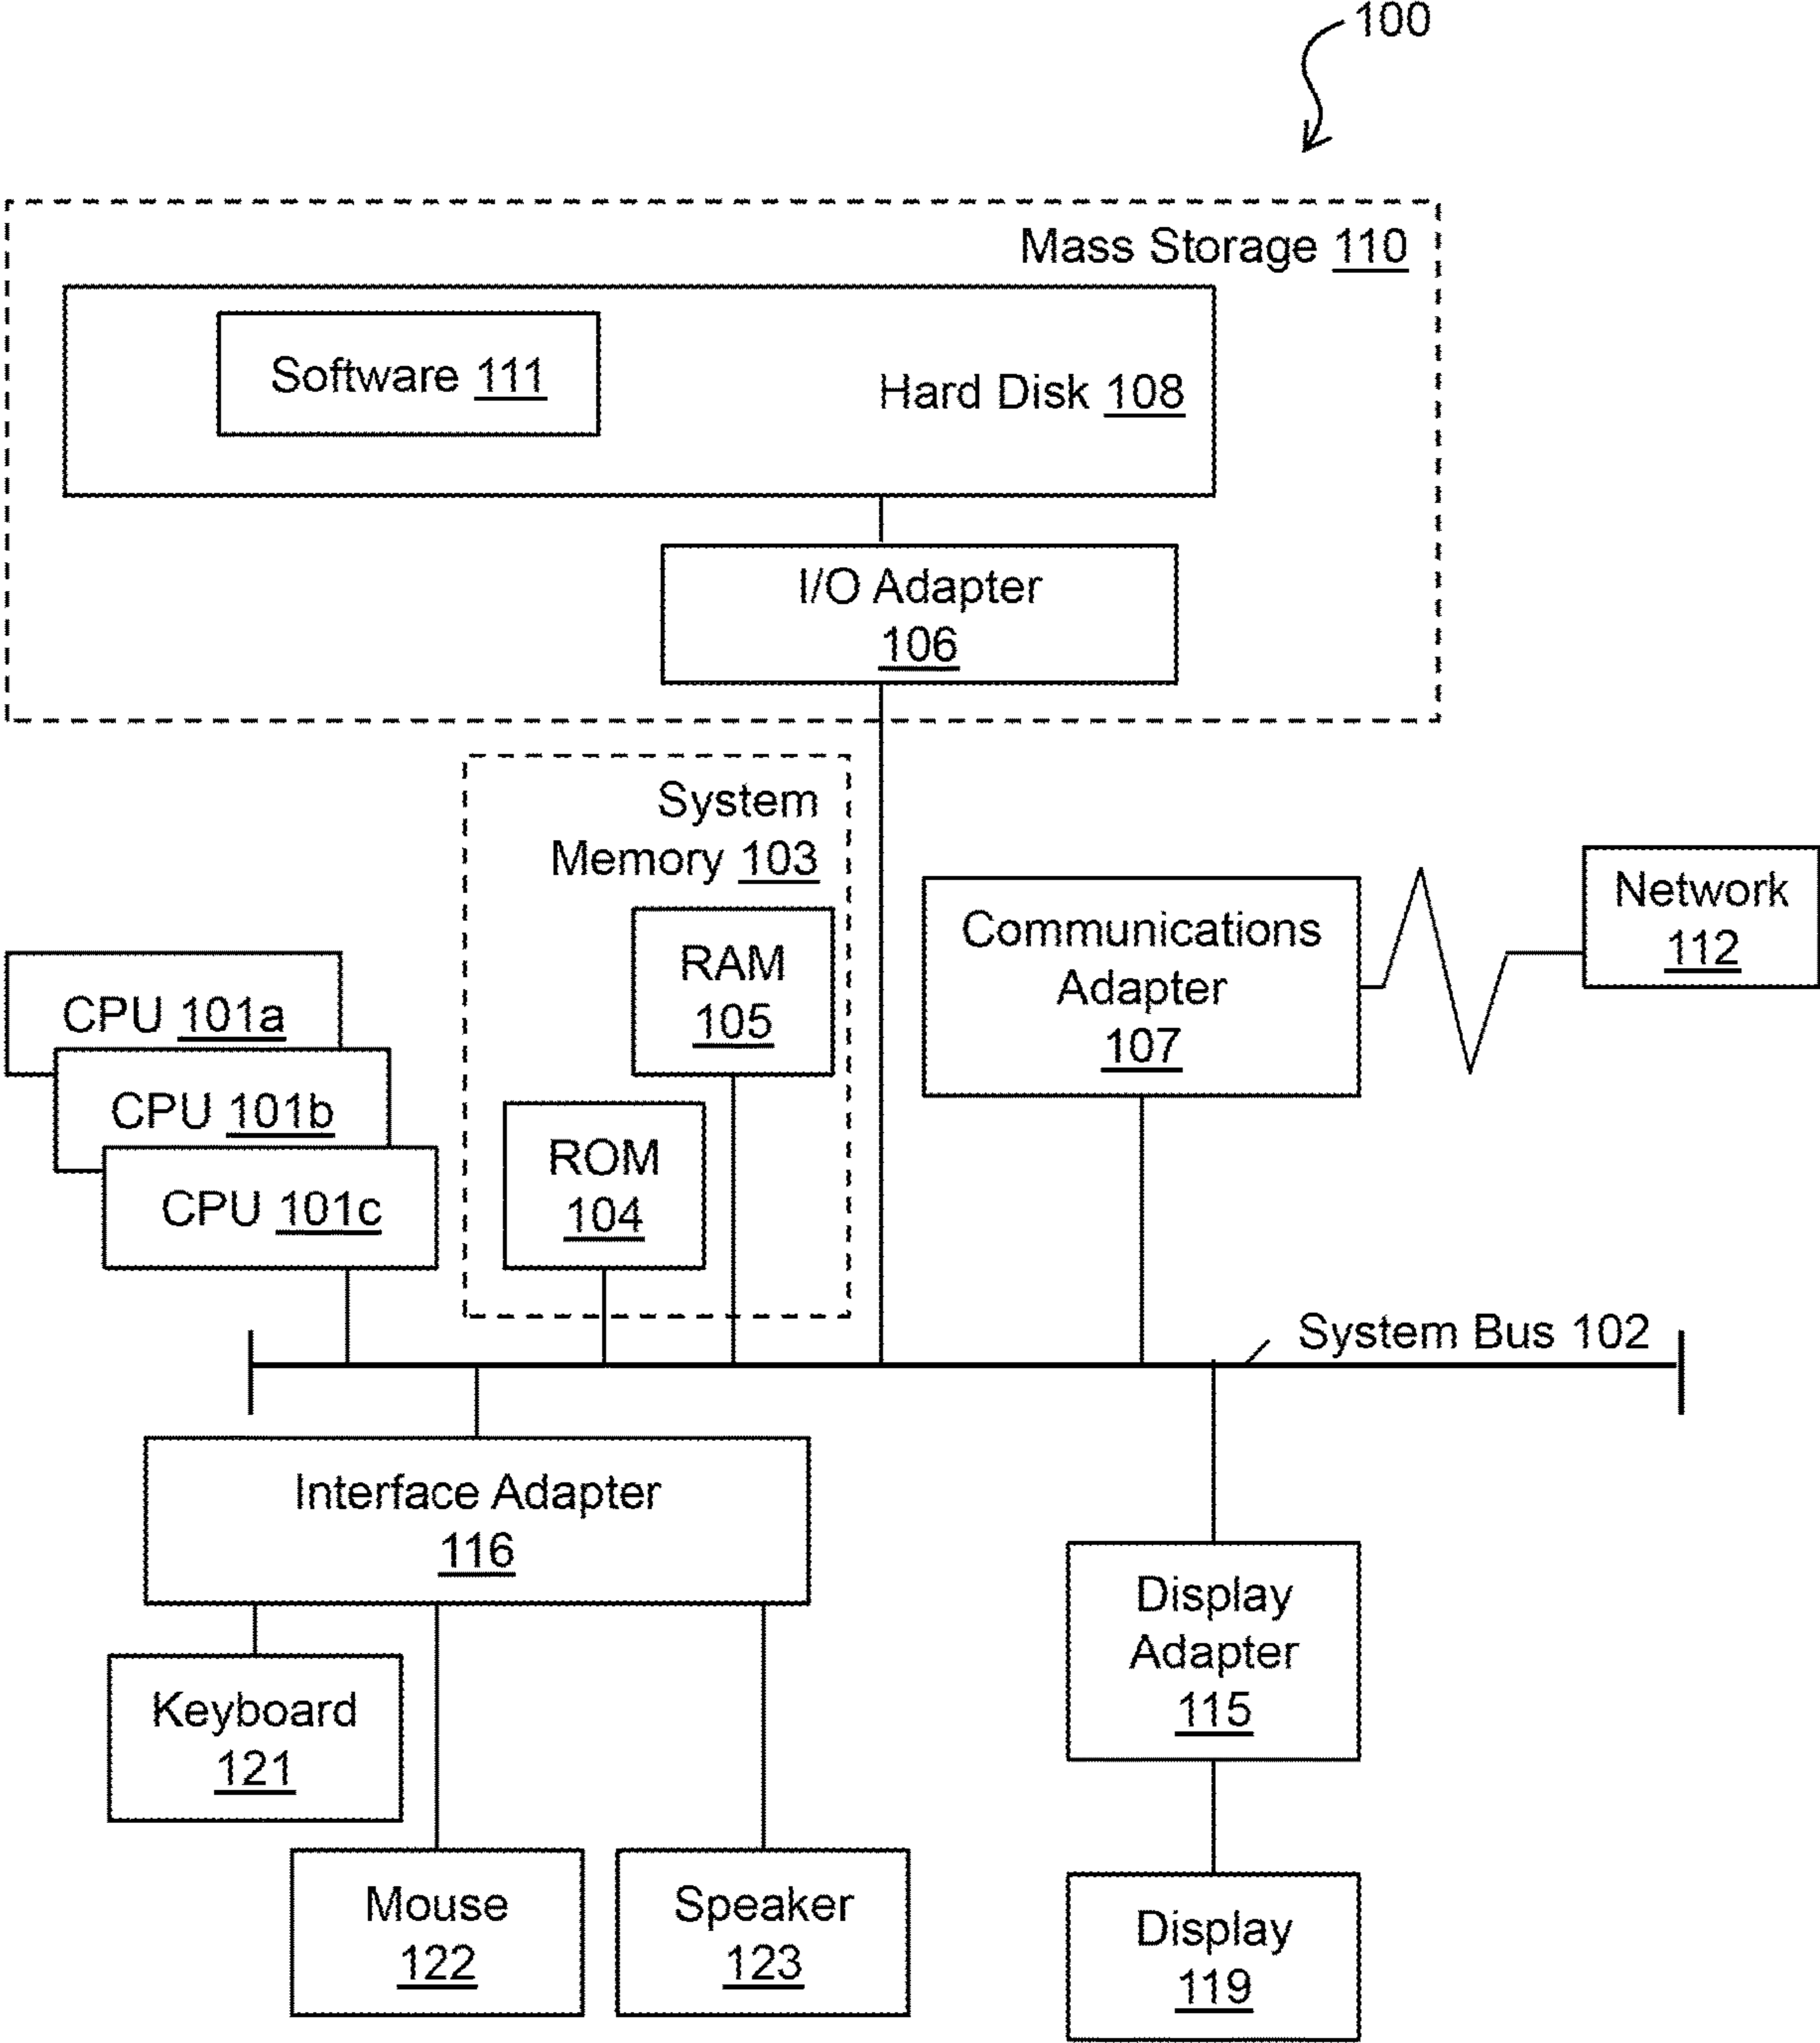 100
Mass Storage 110
Software 111
Hard Disk 108
I/O Adapter
106
System
Memory 103
RAM
105
ROM
104
Communications
Adapter
107
Network
112
CPU 101a
CPU 101b
CPU 101c
System Bus 102
Interface Adapter
116
Keyboard
121
Mouse
122
Speaker
123
Display
Adapter
115
Display
119